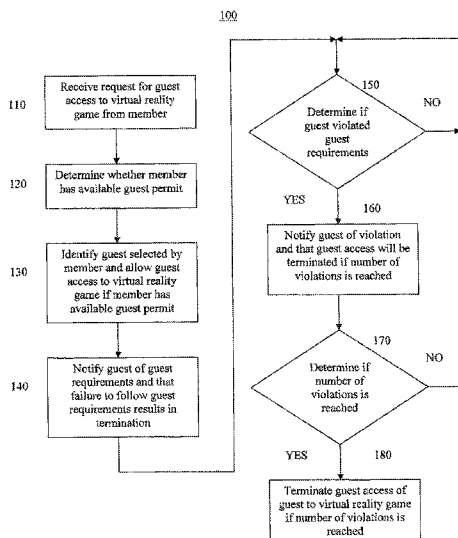 100
110
Receive request for guest
access to virtual reality
game from member
120
Determine whether member
has available guest permit
130
Identify guest selected by
member and allow guest
access to virtual reality
game if member has
available guest permit
140
Notify guest of guest
requirements and that
failure to follow guest
requirements results in
termination
150
Determine if
guest violated
guest
requirements
NO
YES
160
Notify guest of violation
and that guest access will be
terminated if number of
violations is reached
170
Determine if
number of
violations
is reached
NO
YES
180
Terminate guest access of
guest to virtual reality game
if number of violations is
reached